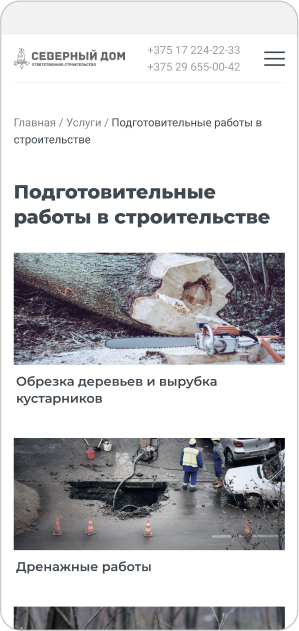 СЕВЕРНЫЙ ДОМ
ОТВЕТСТВЕННОЕ СТРОИТЕЛЬСТВО
+375 17 224-22-33
+375 29 655-00-42
Главная / Услуги / Подготовительные работы в
строительстве
Подготовительные
работы в строительстве
Обрезка деревьев и вырубка
кустарников
Дренажные работы